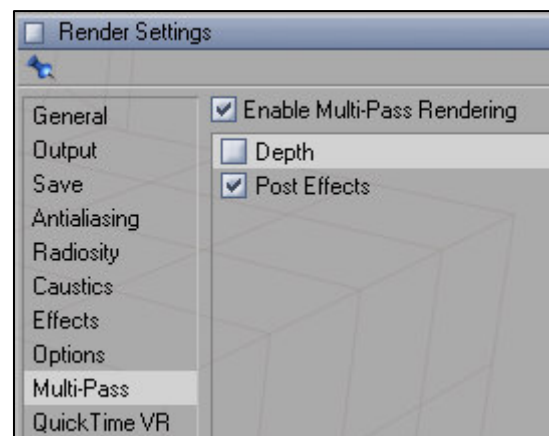 Render Settings
General
Output
Save
Antialiasing
Radiosity
Caustics
Effects
Options
Multi-Pass
QuickTime VR
Enable Multi-Pass Rendering
Depth
Post Effects